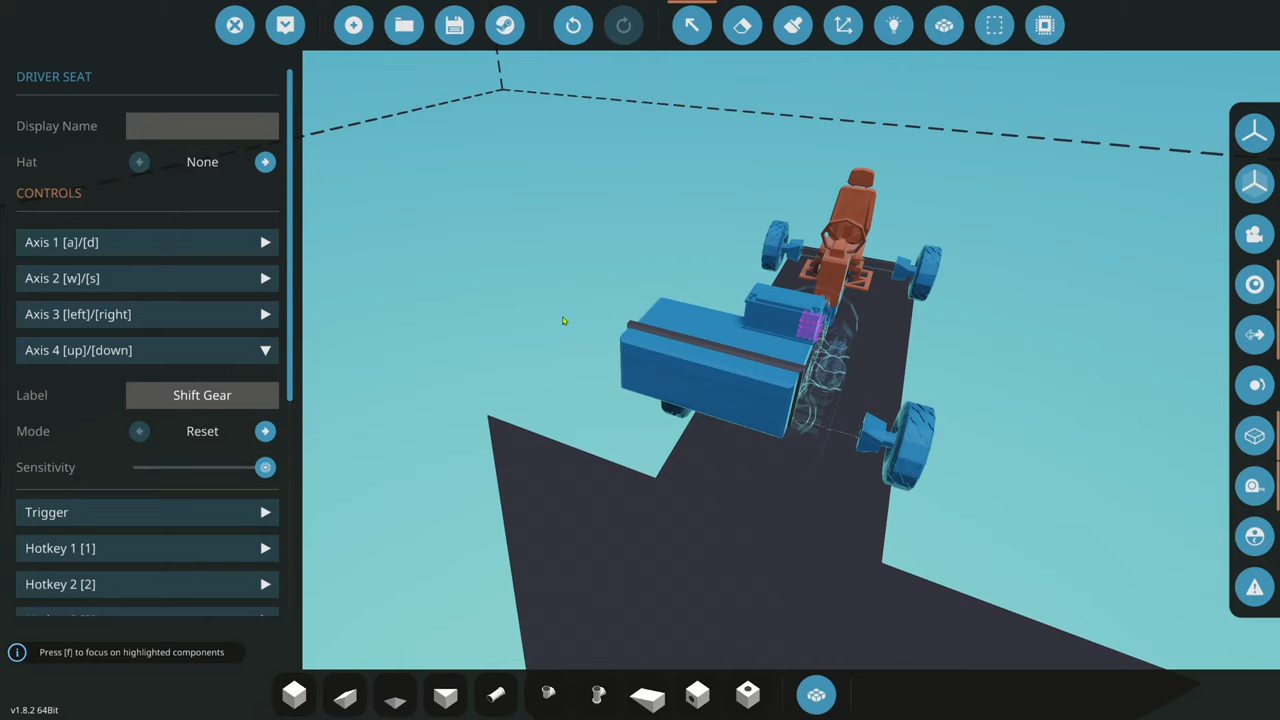 DRIVER SEAT
Display Name
Hat None
CONTROLS
Axis 1 [a]/[d]
Axis 2 [w]/[s]
Axis 3 [left]/[right]
Axis 4 [up]/[down]
Label Shift Gear
Mode Reset
Sensitivity
Trigger
Hotkey 1 [1]
Hotkey 2 [2]
Press [f] to focus on highlighted components
v1.8.2 64Bit